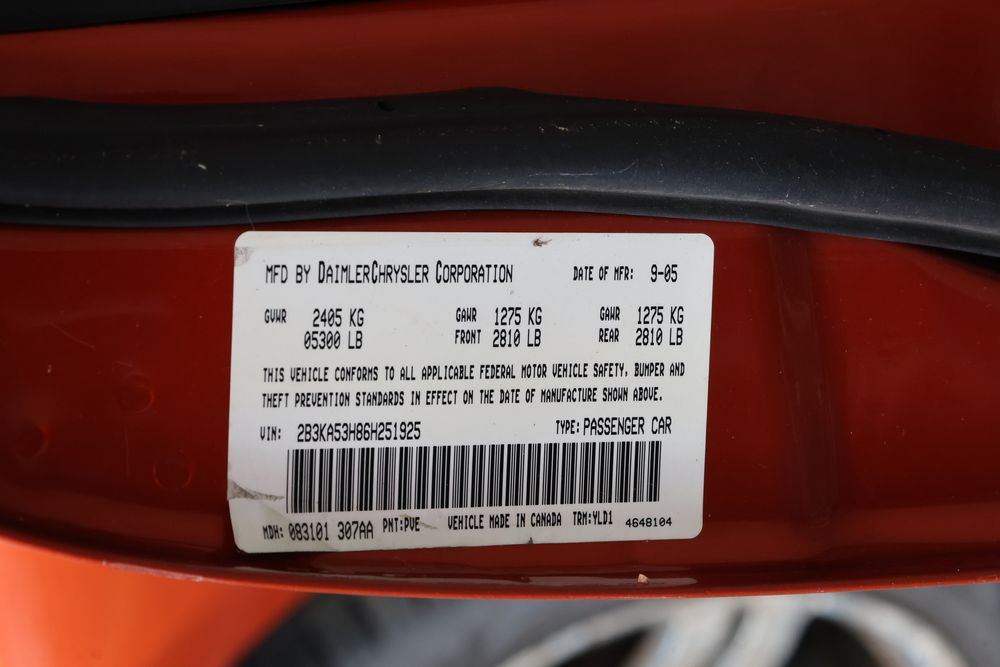 MFD BY DAIMLERCHRYSLER CORPORATION DATE OF MFR: 9-05
GVWR 2405 KG GAWR 1275 KG GAWR 1275 KG
05300 LB FRONT 2810 LB REAR 2810 LB
THIS VEHICLE CONFORMS TO ALL APPLICABLE FEDERAL MOTOR VEHICLE SAFETY, BUMPER AND
THEFT PREVENTION STANDARDS IN EFFECT ON THE DATE OF MANUFACTURE SHOWN ABOVE.
VIN: 2B3KA53H86H251925 TYPE: PASSENGER CAR
MDH: 083101 307AA PNT:PVE VEHICLE MADE IN CANADA TRM:YLD1 4648104